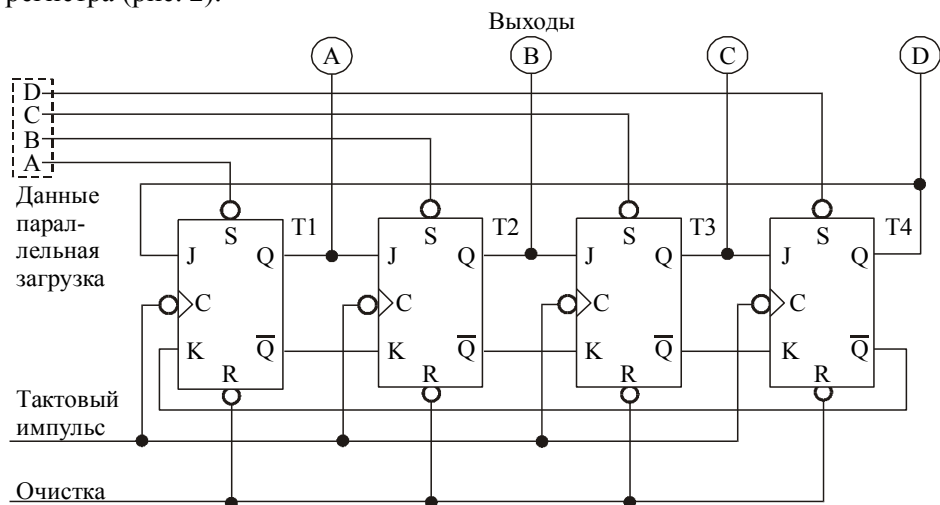 регистра (рис. 2).
Выходы
A B C D
D
C
B
A
Данные
парал-
лельная
загрузка
S T1 S T2 S T3 S T4
J Q J Q J Q J Q
C C C C
K Q K Q K Q K Q
R R R R
Тактовый
импульс
Очистка